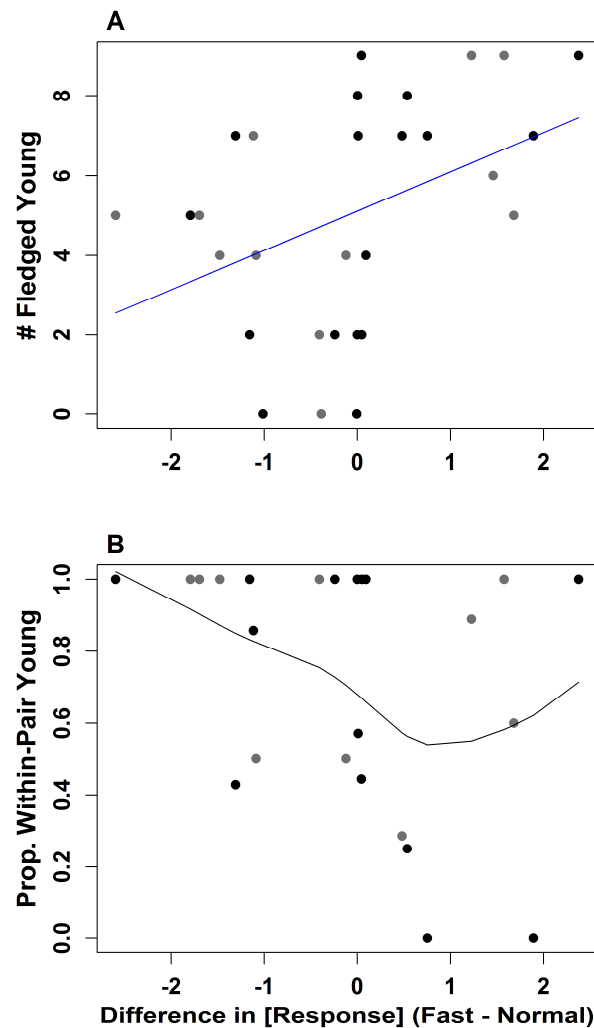 A
# Fledged Young
0 2 4 6 8
-2 -1 0 1 2
B
Prop. Within-Pair Young
0.0 0.2 0.4 0.6 0.8 1.0
-2 -1 0 1 2
Difference in [Response] (Fast - Normal)